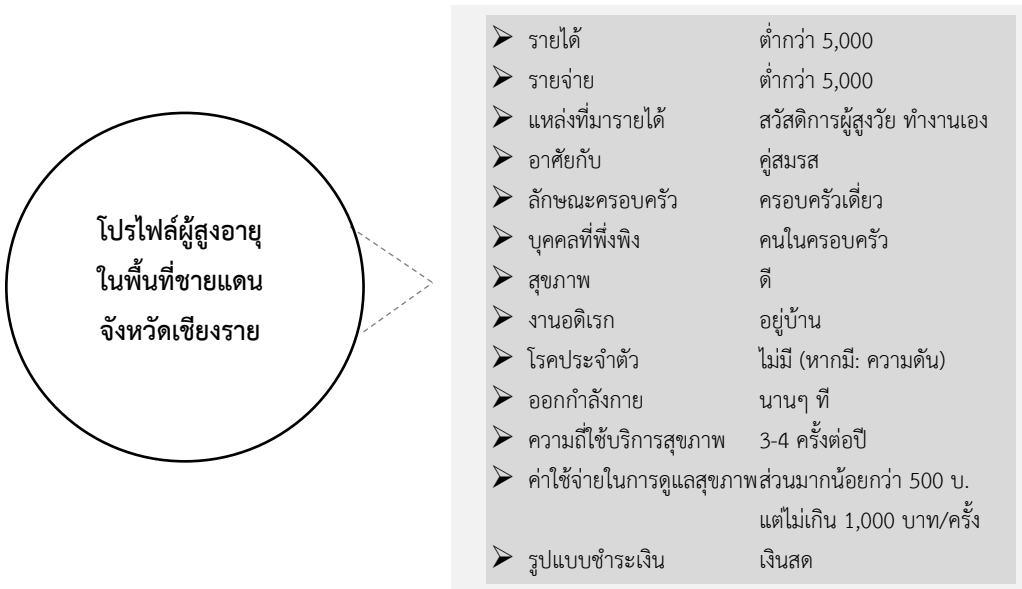 โปรไฟล์ผู้สูงอายุ
ในพื้นที่ชายแดน
จังหวัดเชียงราย
➢ รายได้ ต่ำกว่า 5,000
➢ รายจ่าย ต่ำกว่า 5,000
➢ แหล่งที่มารายได้ สวัสดิการผู้สูงวัย ทำงานเอง
➢ อาศัยกับ คู่สมรส
➢ ลักษณะครอบครัว ครอบครัวเดี่ยว
➢ บุคคลที่พึ่งพิง คนในครอบครัว
➢ สุขภาพ ดี
➢ งานอดิเรก อยู่บ้าน
➢ โรคประจำตัว ไม่มี (หากมี: ความดัน)
➢ ออกกำลังกาย นานๆ ที
➢ ความถี่ใช้บริการสุขภาพ 3-4 ครั้งต่อปี
➢ ค่าใช้จ่ายในการดูแลสุขภาพส่วนมากน้อยกว่า 500 บ.
แต่ไม่เกิน 1,000 บาท/ครั้ง
➢ รูปแบบชำระเงิน เงินสด